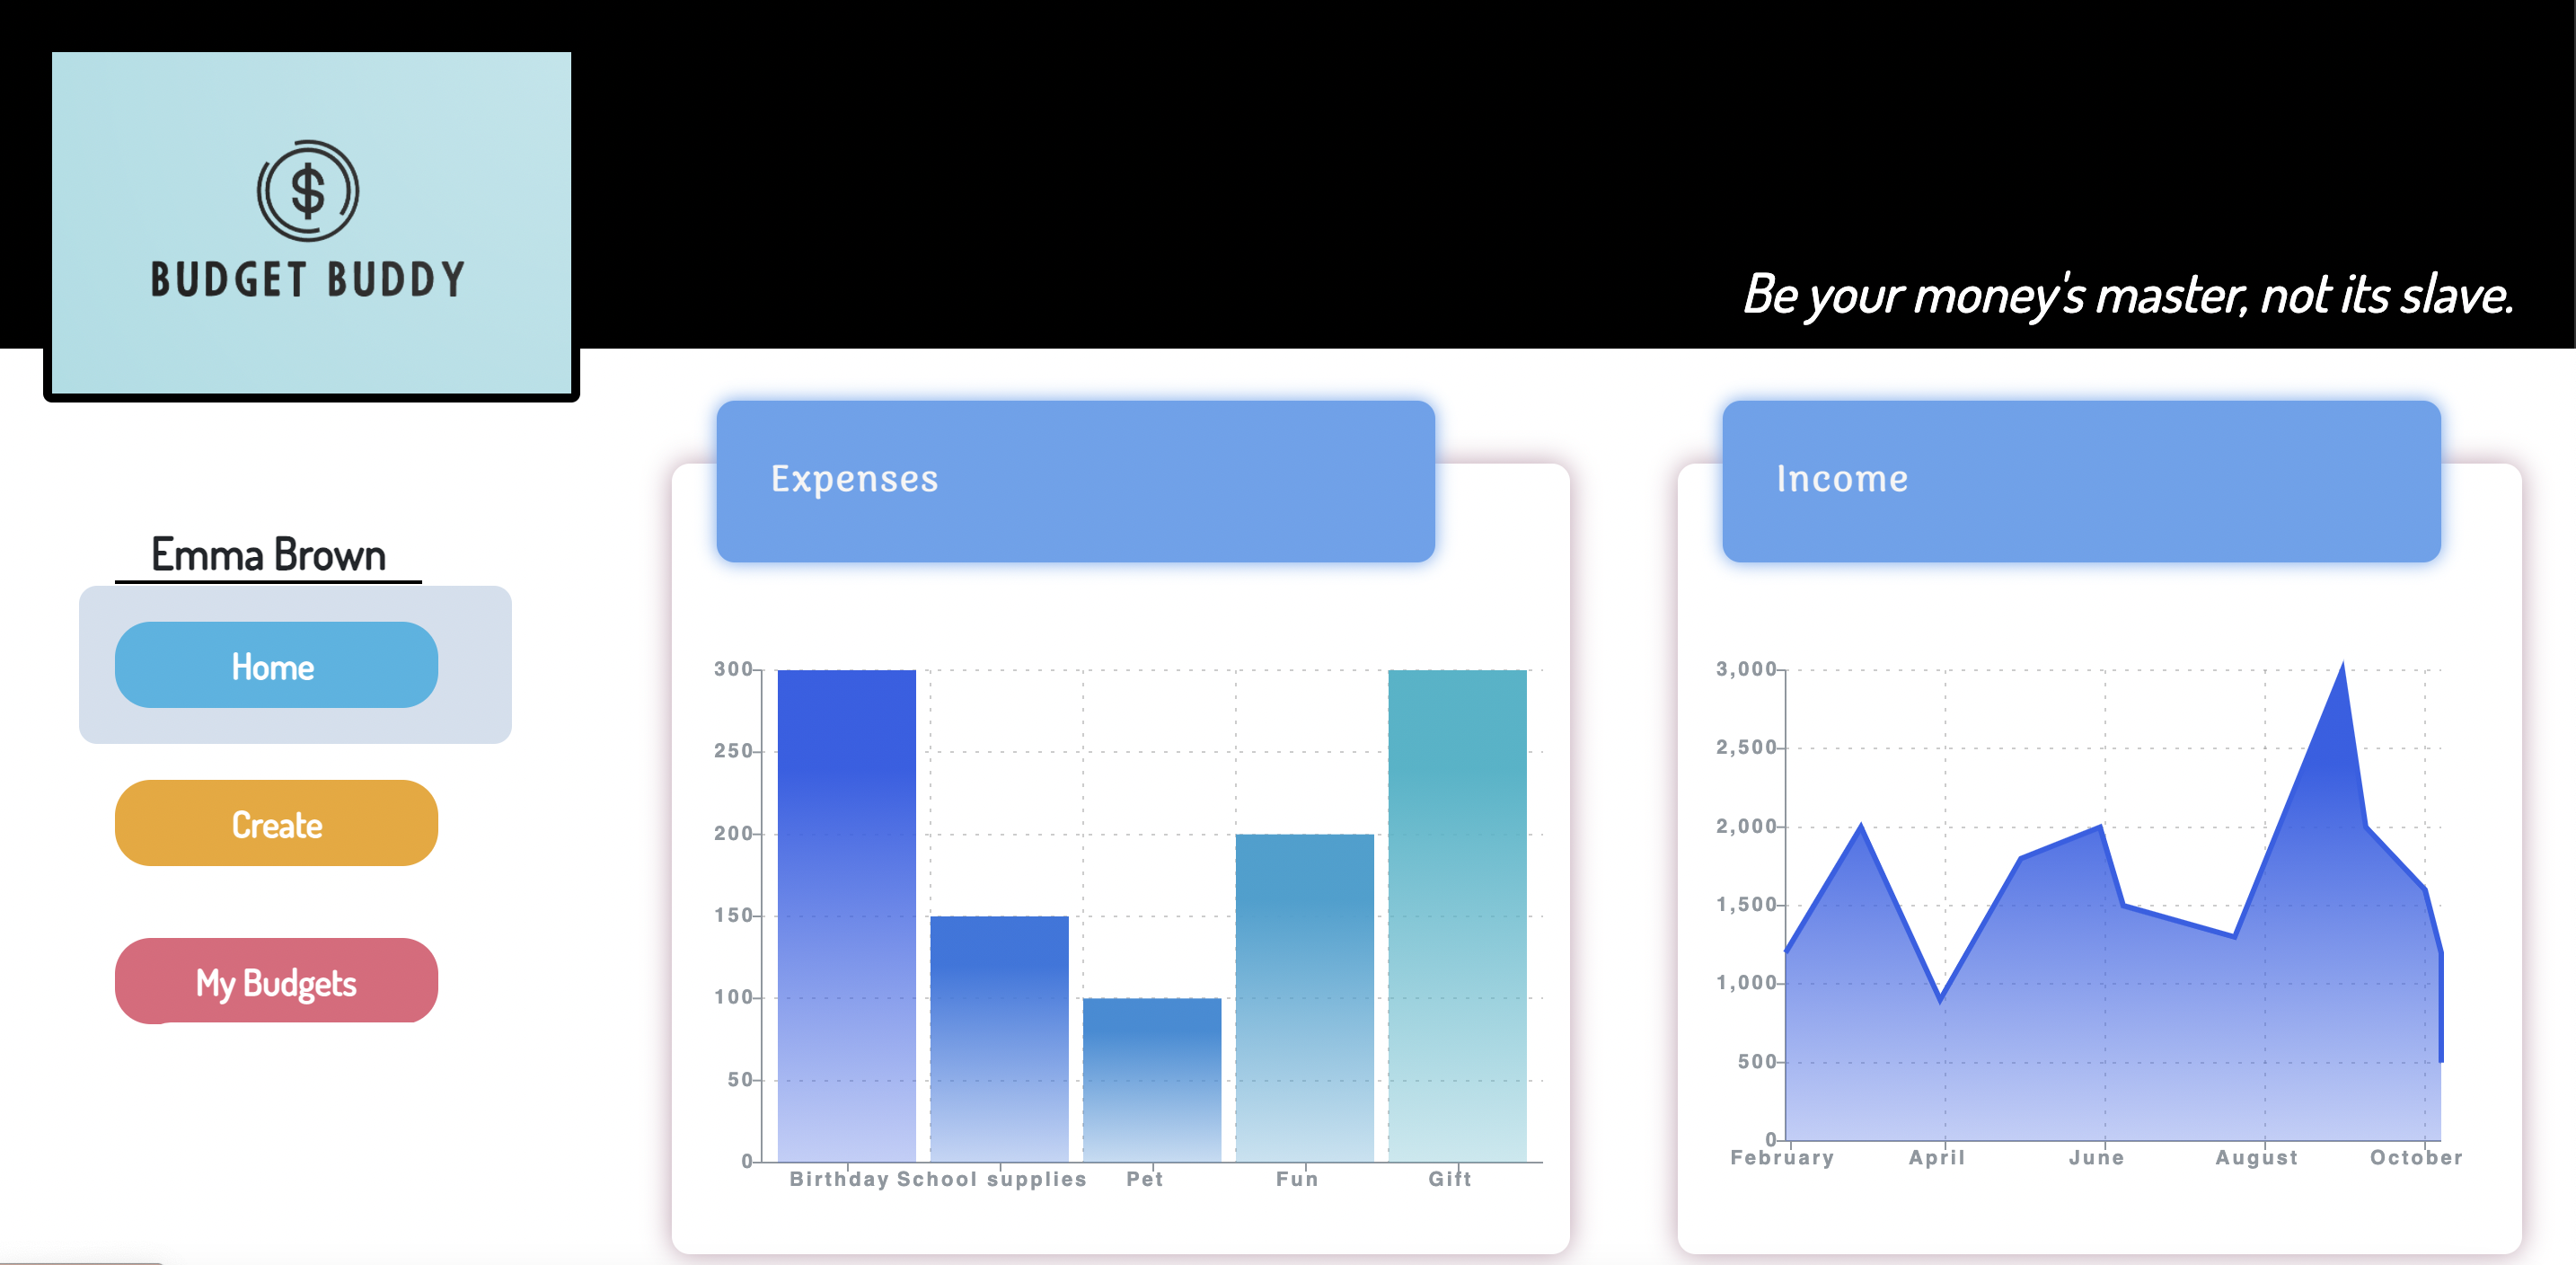 $
BUDGET BUDDY
Be your money's master, not its slave.
Emma Brown
Home
Create
My Budgets
Expenses
300
250
200
150
100
50
0
Birthday School supplies Pet Fun Gift
Income
3,000
2,500
2,000
1,500
1,000
500
0
February April June August October